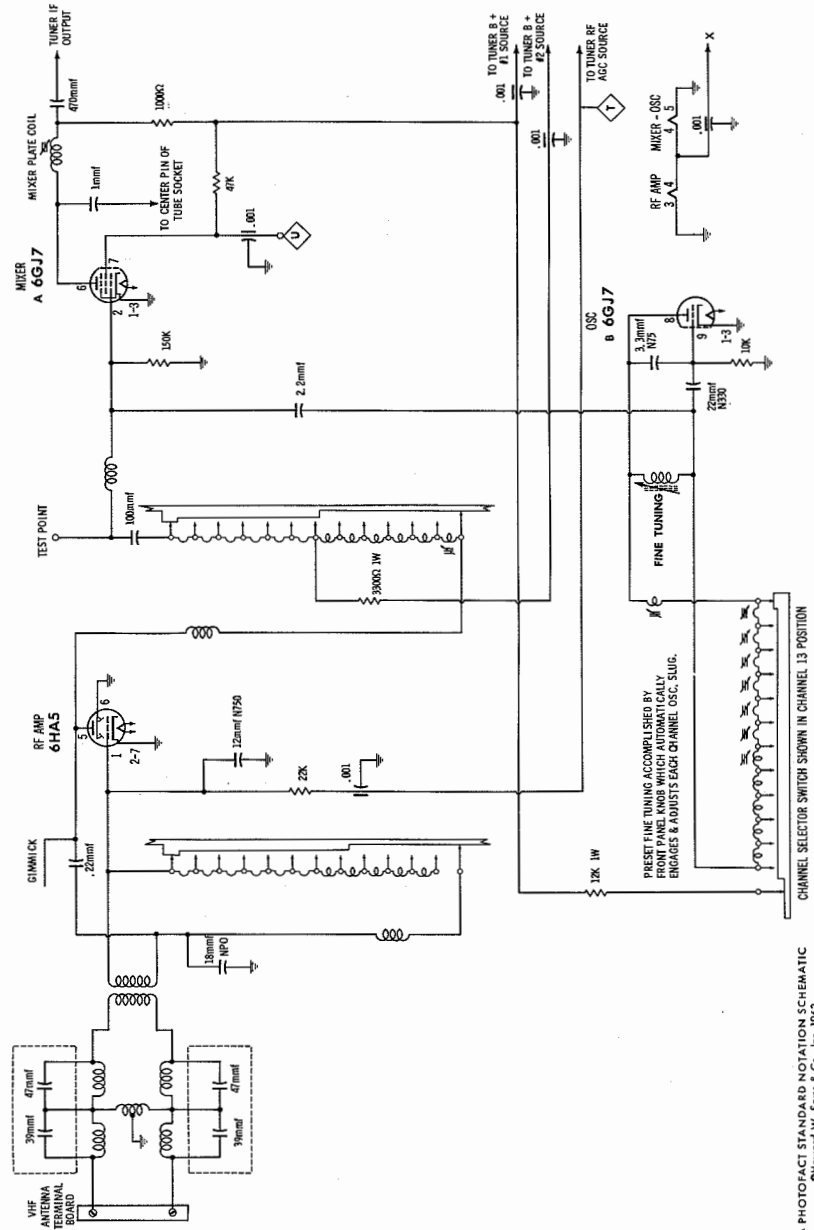 VHF
ANTENNA
TERMINAL
BOARD
39mmf
47mmf
39mmf
47mmf
18mmf
NPO
GIMMICK
.22mmf
RF AMP
6HA5
5
6
1
2-7
12mmf N750
22K
.001
TEST POINT
100mmf
3300Ω 1W
2.2mmf
150K
MIXER
A 6GJ7
6
7
2
1-3
MIXER PLATE COIL
1mmf
TO CENTER PIN OF
TUBE SOCKET
470mmf
TUNER IF
OUTPUT
1000Ω
47K
.001
U
.001
TO TUNER B +
#1 SOURCE
.001
TO TUNER B +
#2 SOURCE
TO TUNER RF
AGC SOURCE
T
RF AMP
3 4
MIXER - OSC
4 5
.001
X
OSC
B 6GJ7
8
9
1-3
3.3mmf
N75
10K
22mmf
N330
FINE TUNING
PRESET FINE TUNING ACCOMPLISHED BY
FRONT PANEL KNOB WHICH AUTOMATICALLY
ENGAGES & ADJUSTS EACH CHANNEL OSC. SLUG.
12K 1W
CHANNEL SELECTOR SWITCH SHOWN IN CHANNEL 13 POSITION
A PHOTOFACT STANDARD NOTATION SCHEMATIC
©Howard W. Sams & Co., Inc. 1963